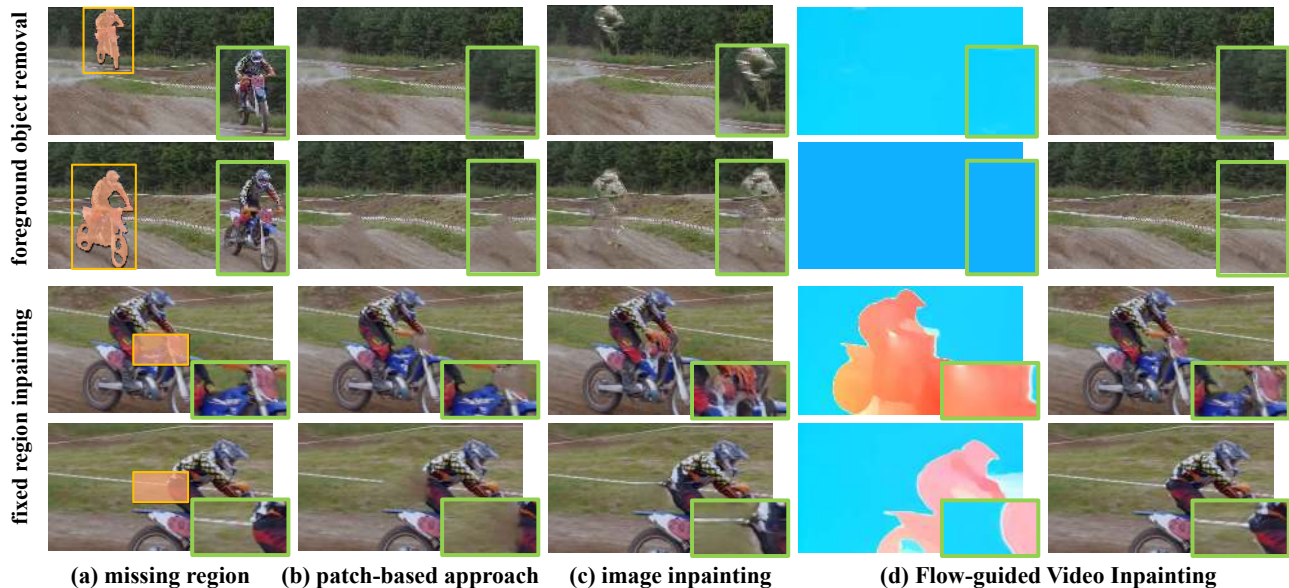 foreground object removal
fixed region inpainting
(a) missing region
(b) patch-based approach
(c) image inpainting
(d) Flow-guided Video Inpainting